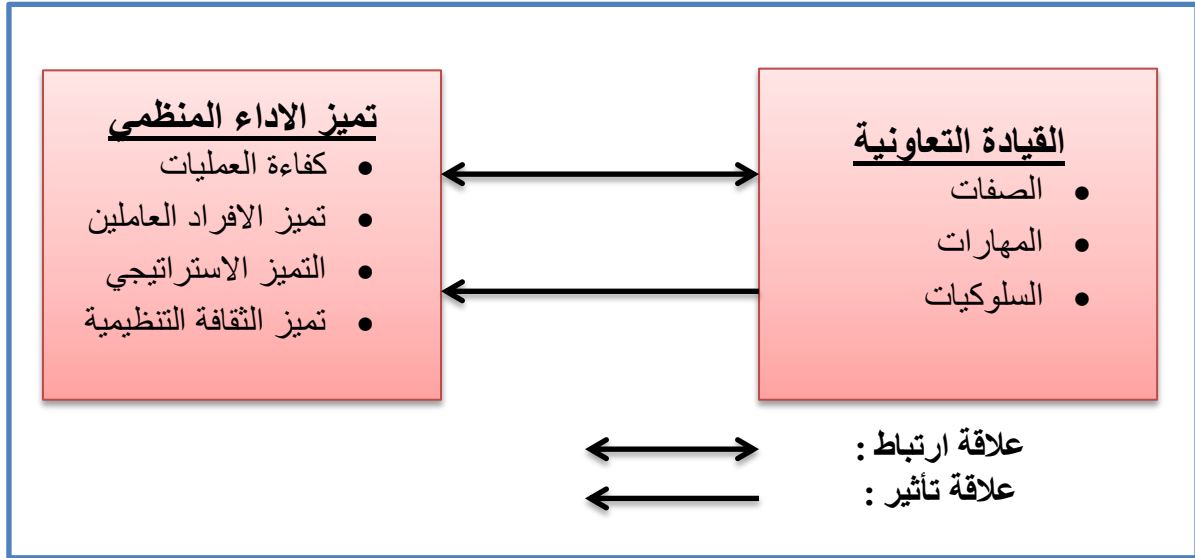 القيادة التعاونية
• الصفات
• المهارات
• السلوكيات
تميز الاداء المنظمي
• كفاءة العمليات
• تميز الافراد العاملين
• التميز الاستراتيجي
• تميز الثقافة التنظيمية
علاقة ارتباط :
علاقة تأثير :